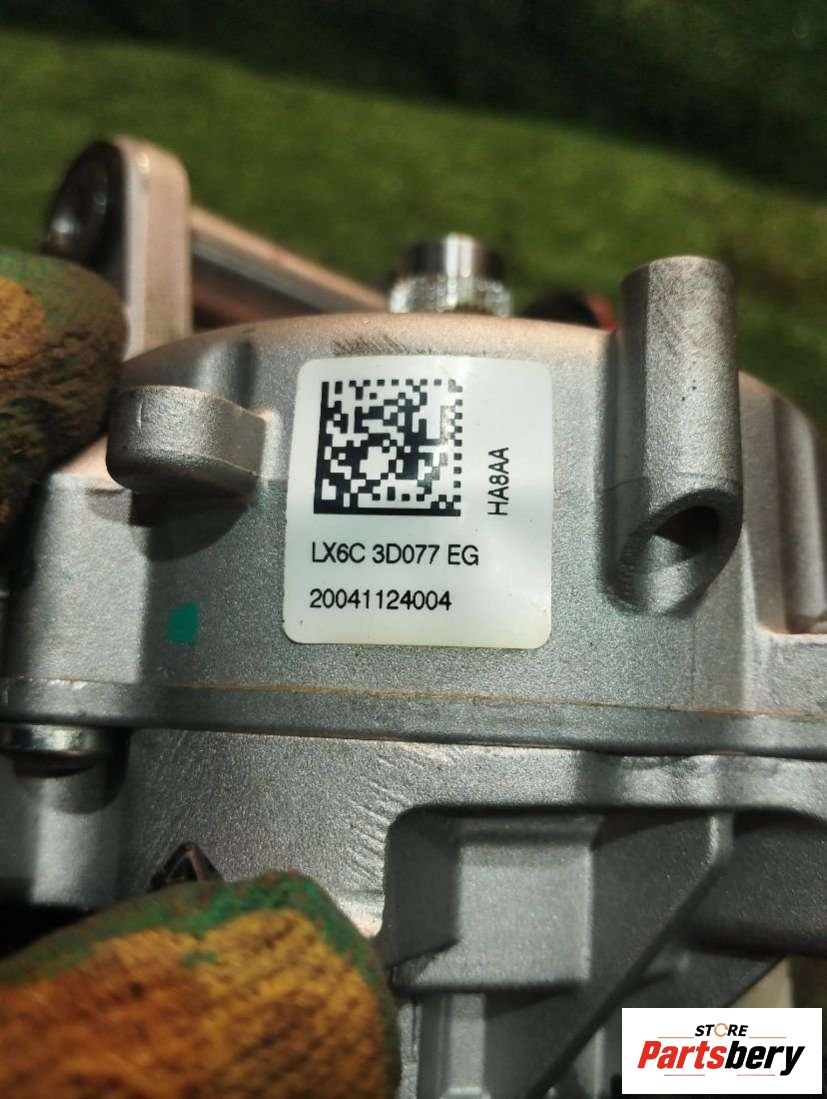 HA8AA
LX6C 3D077 EG
20041124004
STORE
Partsbery